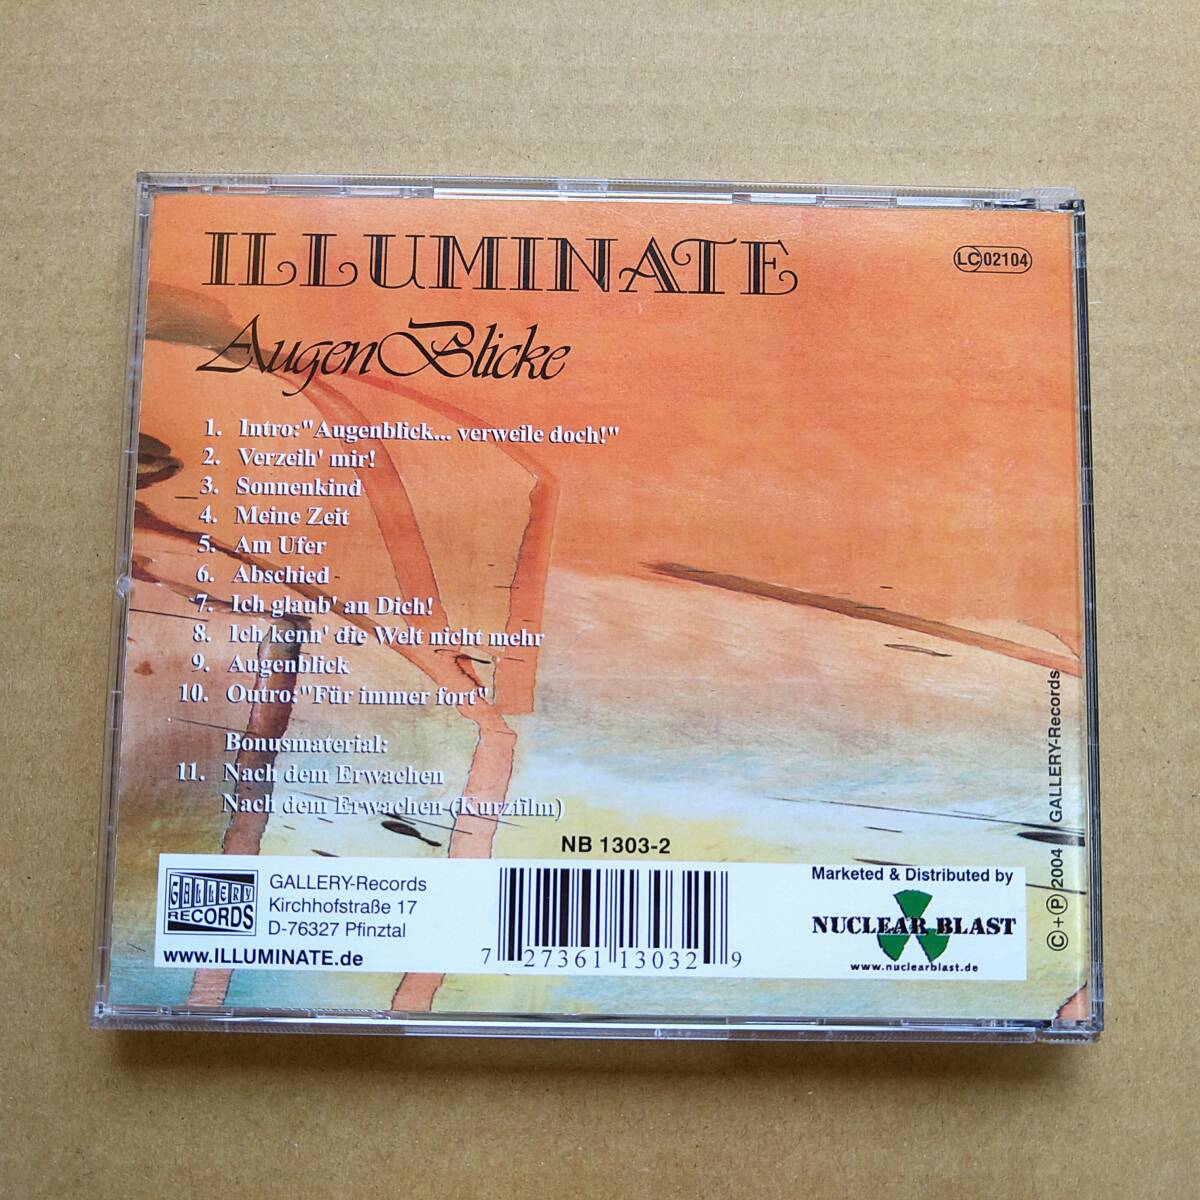 ILLUMINATE
LC 02104
AugenBlicke
1. Intro:"Augenblick... verweile doch!"
2. Verzeih' mir!
3. Sonnenkind
4. Meine Zeit
5. Am Ufer
6. Abschied
7. Ich glaub' an Dich!
8. Ich kenn' die Welt nicht mehr
9. Augenblick
10. Outro:"Für immer fort"
Bonusmaterial:
11. Nach dem Erwachen
Nach dem Erwachen (Kurzfilm)
NB 1303-2
GALLERY
RECORDS
GALLERY-Records
Kirchhofstraße 17
D-76327 Pfinztal
www.ILLUMINATE.de
7 27361 13032 9
Marketed & Distributed by
NUCLEAR BLAST
www.nuclearblast.de
©+℗2004 GALLERY-Records